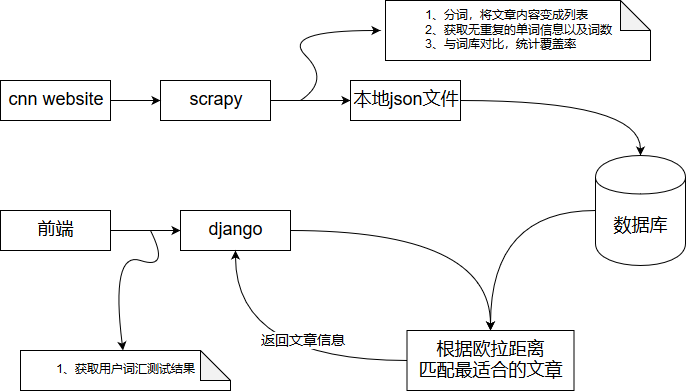 1、分词，将文章内容变成列表
2、获取无重复的单词信息以及词数
3、与词库对比，统计覆盖率
cnn website
scrapy
本地json文件
数据库
前端
django
返回文章信息
根据欧拉距离
匹配最适合的文章
1、获取用户词汇测试结果